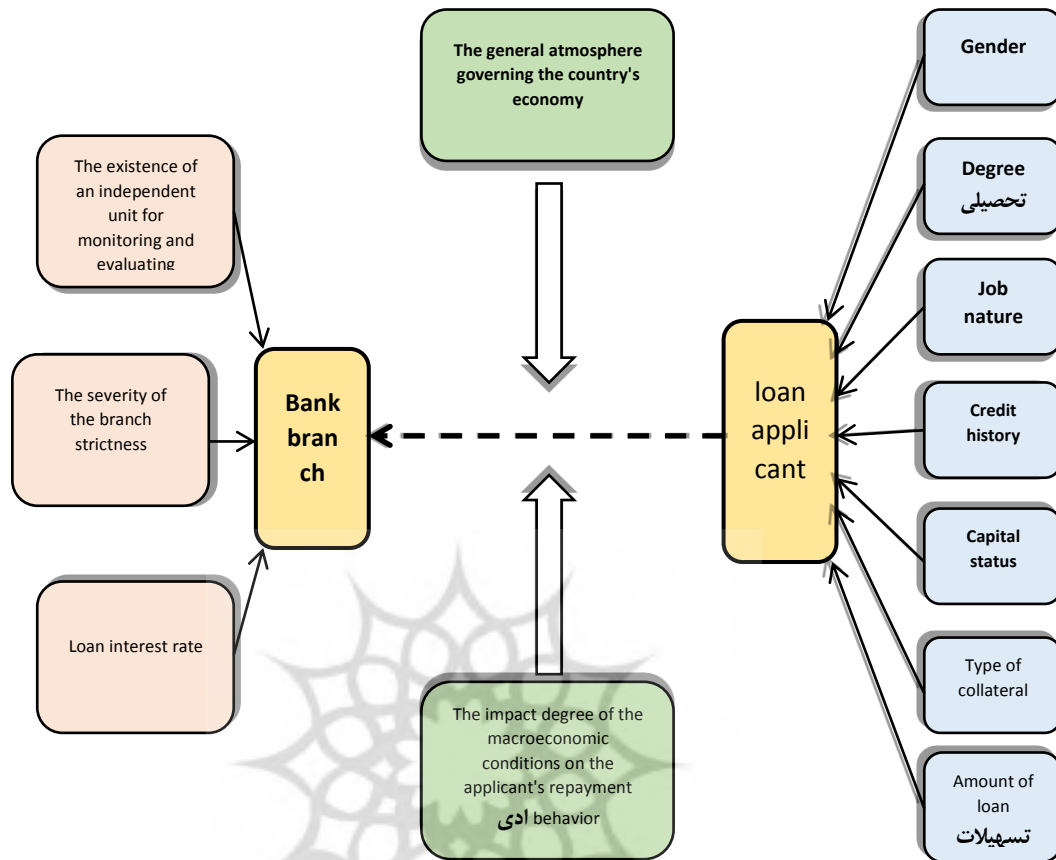 The general atmosphere
governing the country's
economy
The existence of
an independent
unit for
monitoring and
evaluating
The severity of
the branch
strictness
Loan interest rate
Bank
bran
ch
loan
appli
cant
The impact degree of the
macroeconomic
conditions on the
applicant's repayment
ادی behavior
Gender
Degree
تحصیلی
Job
nature
Credit
history
Capital
status
Type of
collateral
Amount of
loan
تسهیلات